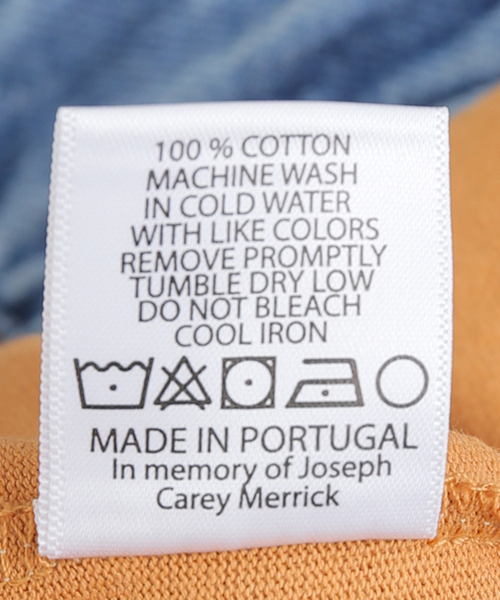 100 % COTTON
MACHINE WASH
IN COLD WATER
WITH LIKE COLORS
REMOVE PROMPTLY
TUMBLE DRY LOW
DO NOT BLEACH
COOL IRON
MADE IN PORTUGAL
In memory of Joseph
Carey Merrick